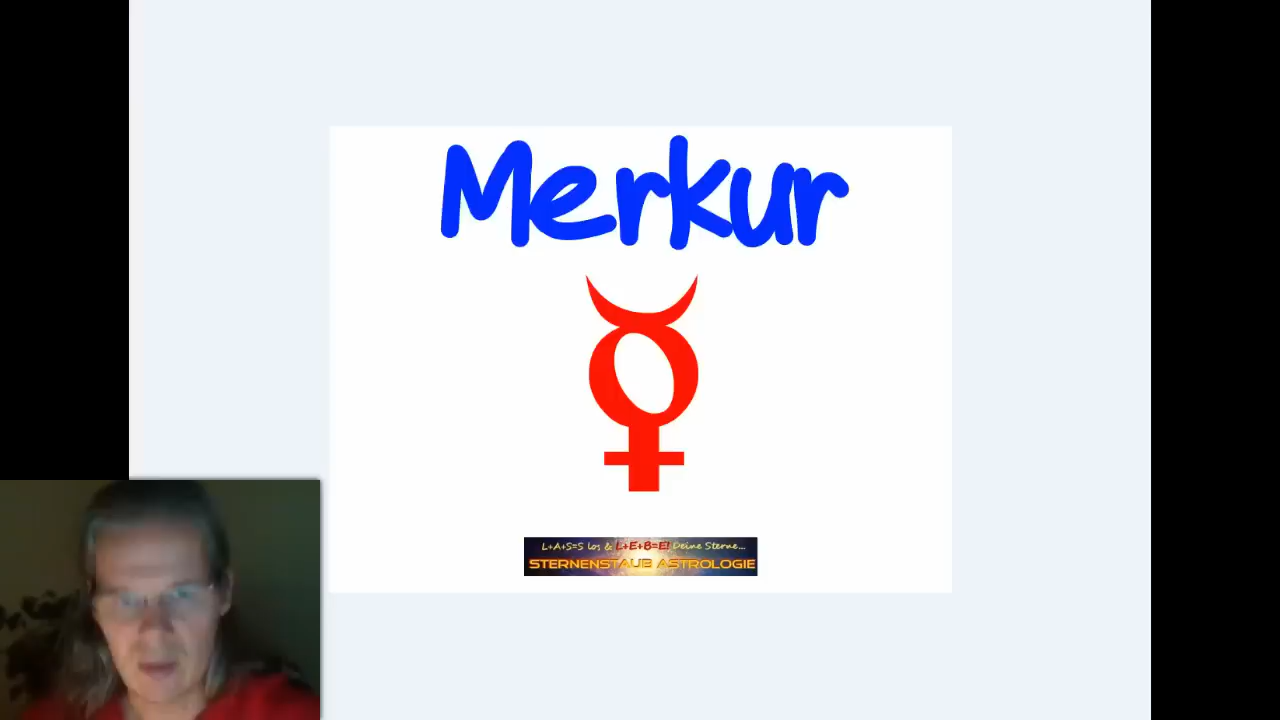 Merkur
L+A+S=S los & L+E+B=E! Deine Sterne...
STERNENSTAUB ASTROLOGIE